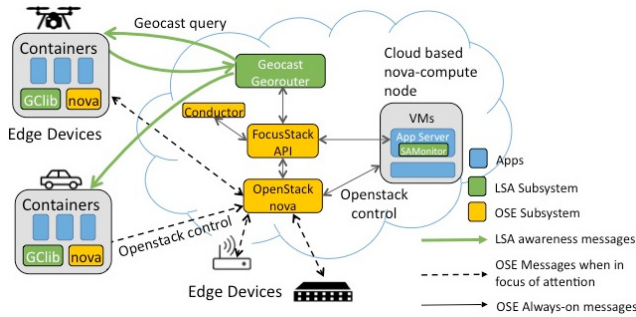 Geocast query
Containers
GClib
nova
Edge Devices
Geocast
Georouter
Conductor
FocusStack
API
OpenStack
nova
Cloud based
nova-compute
node
VMs
App Server
SAMonitor
Openstack
control
Containers
GClib
nova
Openstack control
Edge Devices
Apps
LSA Subsystem
OSE Subsystem
LSA awareness messages
OSE Messages when in
focus of attention
OSE Always-on messages